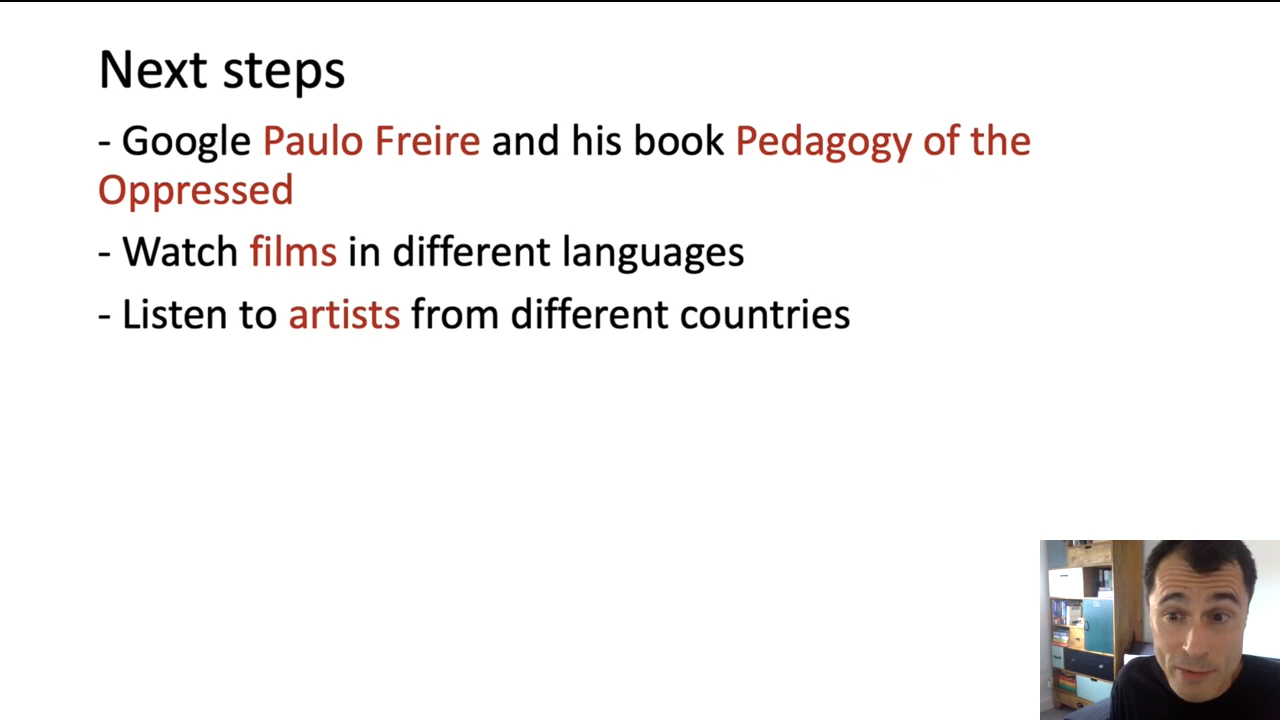 Next steps
- Google Paulo Freire and his book Pedagogy of the
Oppressed
- Watch films in different languages
- Listen to artists from different countries